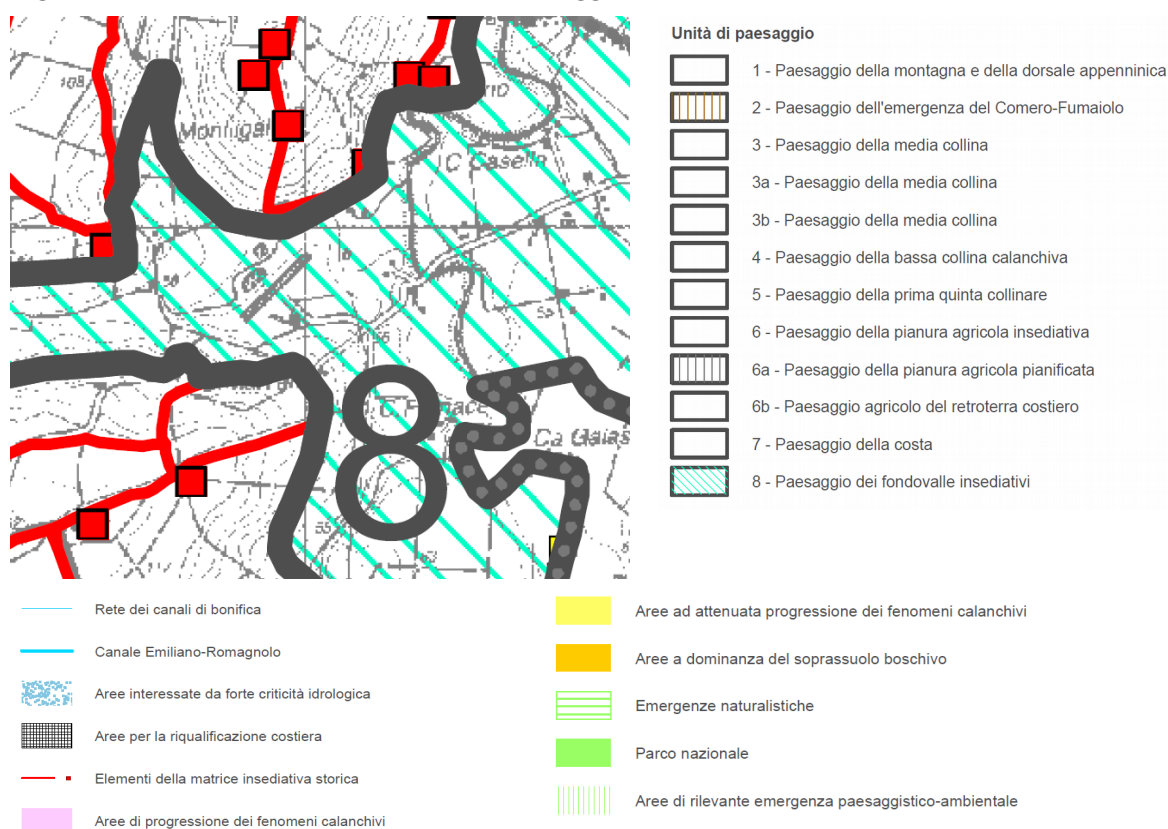 Unità di paesaggio
1 - Paesaggio della montagna e della dorsale appenninica
2 - Paesaggio dell'emergenza del Comero-Fumaiolo
3 - Paesaggio della media collina
3a - Paesaggio della media collina
3b - Paesaggio della media collina
4 - Paesaggio della bassa collina calanchiva
5 - Paesaggio della prima quinta collinare
6 - Paesaggio della pianura agricola insediativa
6a - Paesaggio della pianura agricola pianificata
6b - Paesaggio agricolo del retroterra costiero
7 - Paesaggio della costa
8 - Paesaggio dei fondovalle insediativi
C Casella
55
8
Ca
55
Rete dei canali di bonifica
Canale Emiliano-Romagnolo
Aree interessate da forte criticità idrologica
Aree per la riqualificazione costiera
Elementi della matrice insediativa storica
Aree di progressione dei fenomeni calanchivi
Aree ad attenuata progressione dei fenomeni calanchivi
Aree a dominanza del soprassuolo boschivo
Emergenze naturalistiche
Parco nazionale
Aree di rilevante emergenza paesaggistico-ambientale